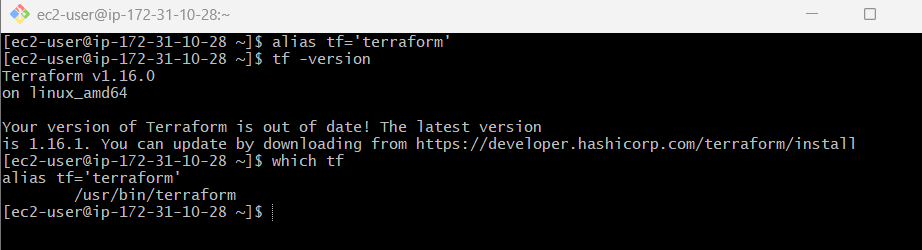 ec2-user@ip-172-31-10-28:~
[ec2-user@ip-172-31-10-28 ~]$ alias tf='terraform'
[ec2-user@ip-172-31-10-28 ~]$ tf -version
Terraform v1.16.0
on linux_amd64
Your version of Terraform is out of date! The latest version
is 1.16.1. You can update by downloading from https://developer.hashicorp.com/terraform/install
[ec2-user@ip-172-31-10-28 ~]$ which tf
alias tf='terraform'
/usr/bin/terraform
[ec2-user@ip-172-31-10-28 ~]$